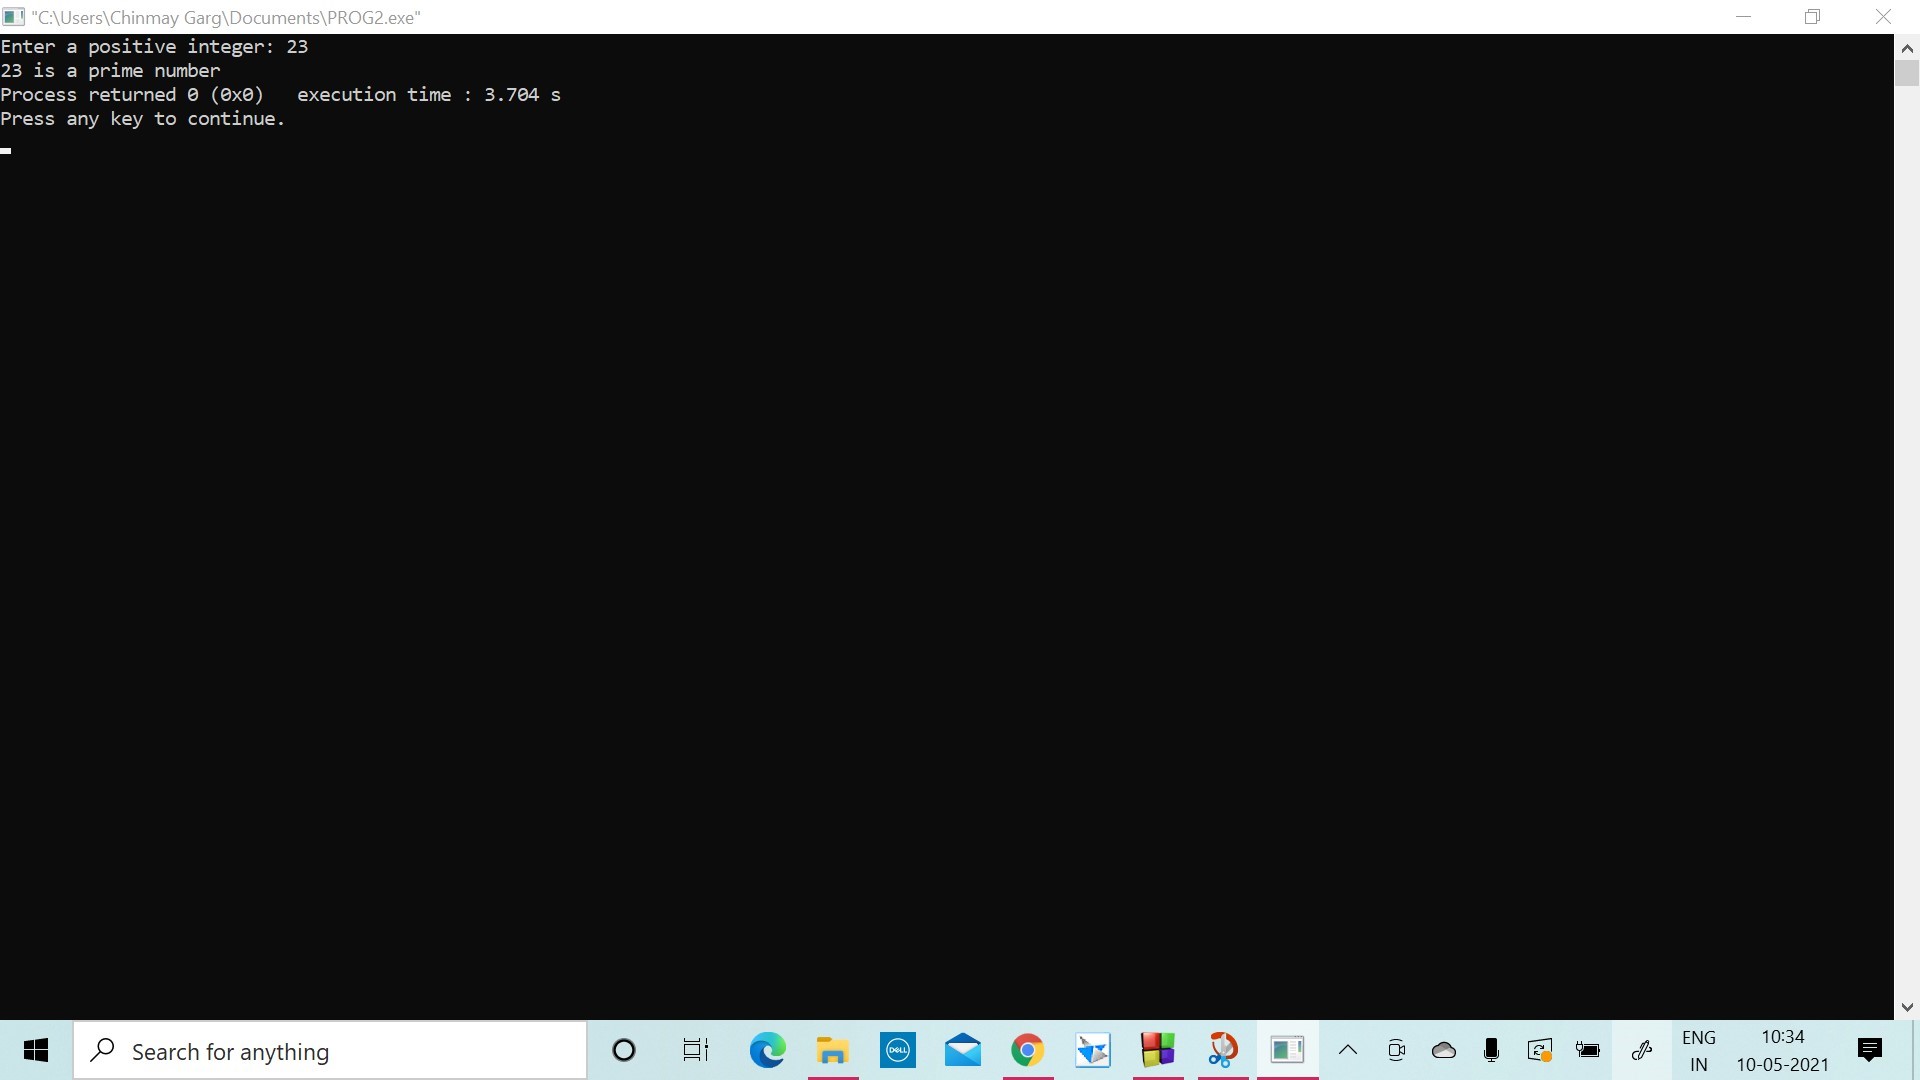 "C:\Users\Chinmay Garg\Documents\PROG2.exe"
Enter a positive integer: 23
23 is a prime number
Process returned 0 (0x0)   execution time : 3.704 s
Press any key to continue.
Search for anything
DELL
ENG
IN
10:34
10-05-2021